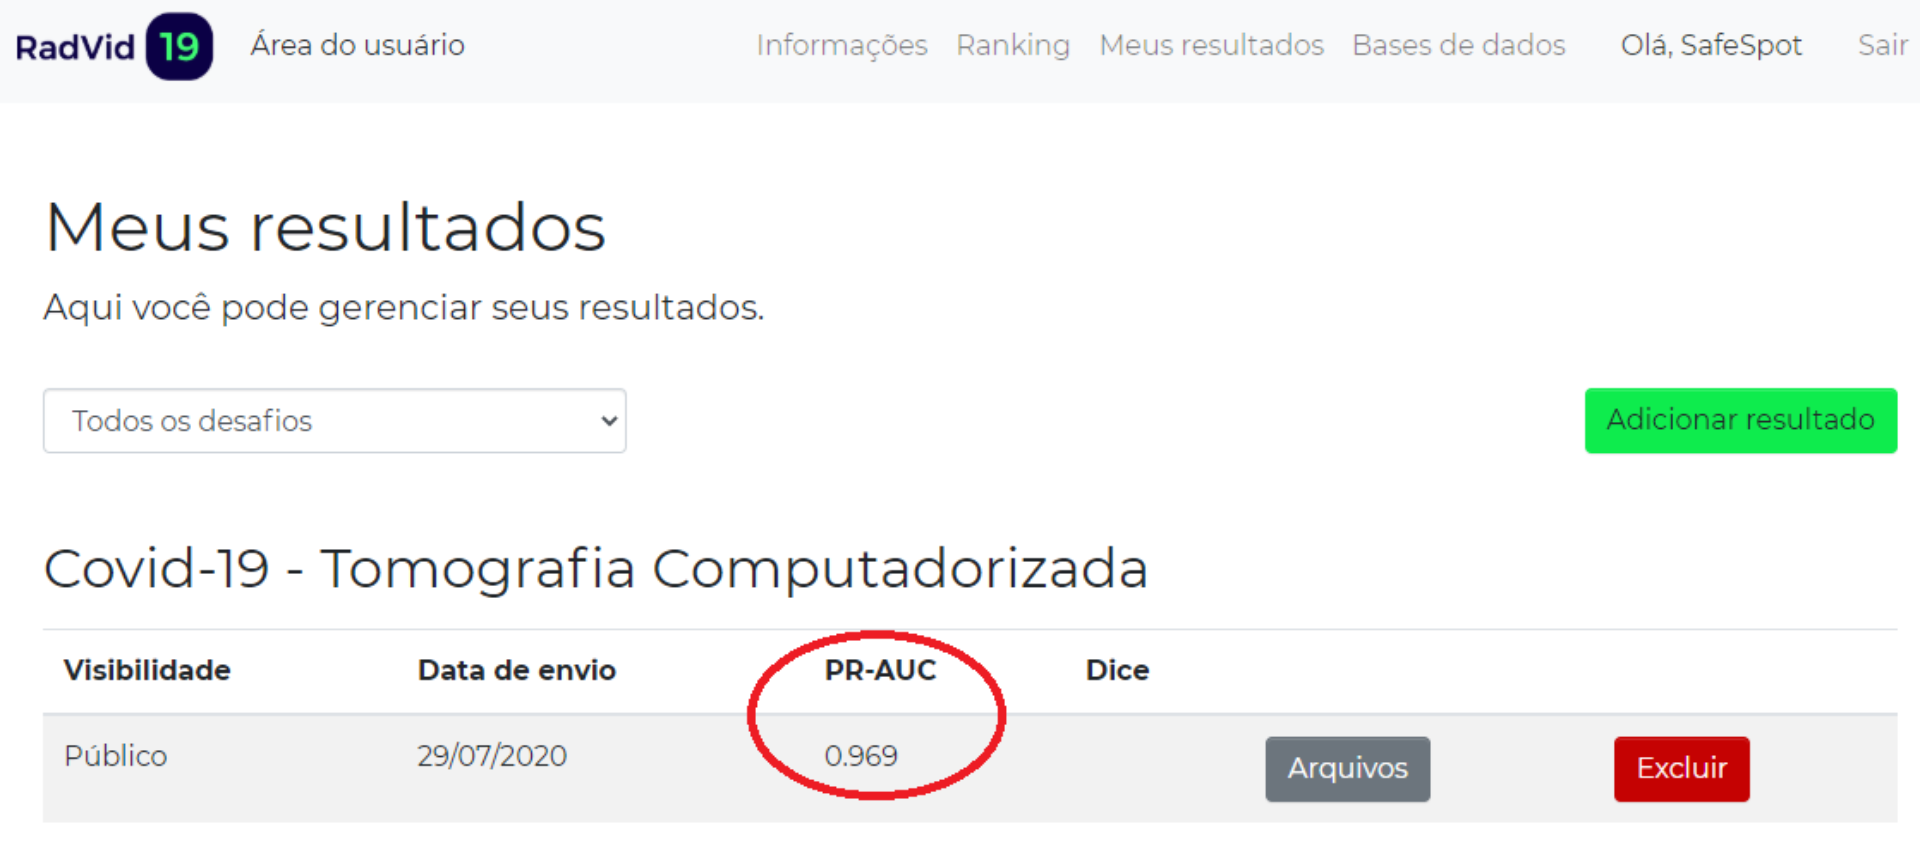 RadVid 19 Área do usuário Informações Ranking Meus resultados Bases de dados Olá, SafeSpot Sair
Meus resultados
Aqui você pode gerenciar seus resultados.
Todos os desafios Adicionar resultado
Covid-19 - Tomografia Computadorizada
Visibilidade Data de envio PR-AUC Dice
Público 29/07/2020 0.969 Arquivos Excluir